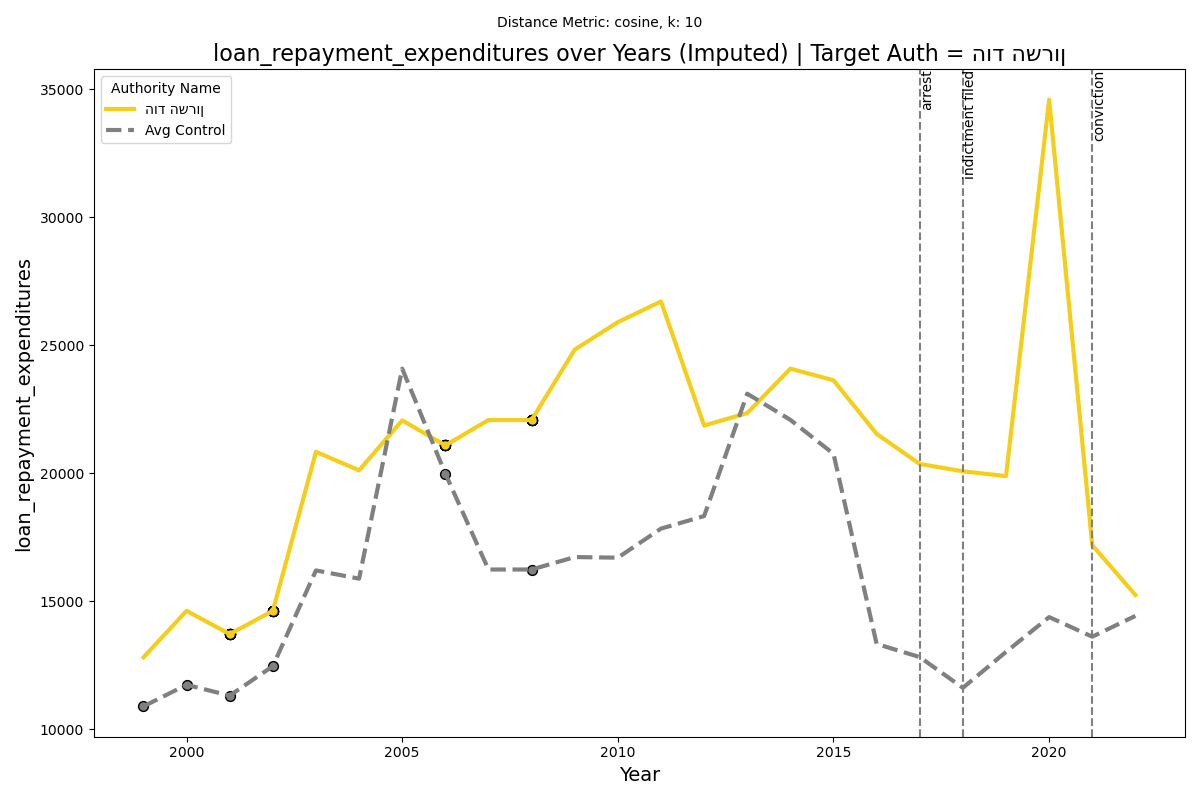 Distance Metric: cosine, k: 10
loan_repayment_expenditures over Years (Imputed) | Target Auth = הוד השרון
Authority Name
הוד השרון
Avg Control
arrest
indictment filed
conviction
35000
30000
25000
20000
15000
10000
loan_repayment_expenditures
2000
2005
2010
2015
2020
Year